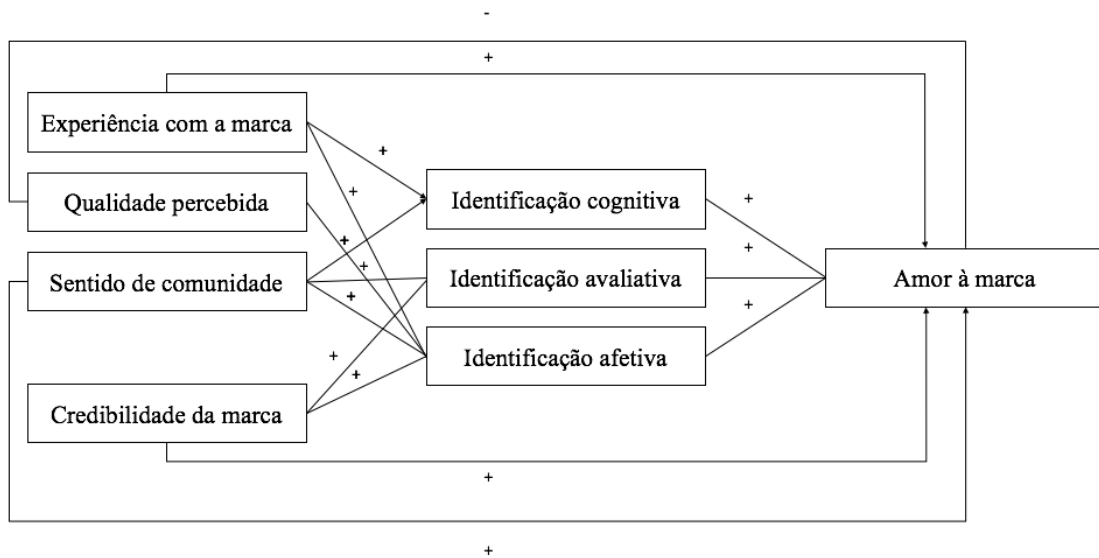 -
+
Experiência com a marca
+
Identificação cognitiva
+
+
Qualidade percebida
+
+
Identificação avaliativa
Amor à marca
+
Sentido de comunidade
+
+
Identificação afetiva
+
+
Credibilidade da marca
+
+